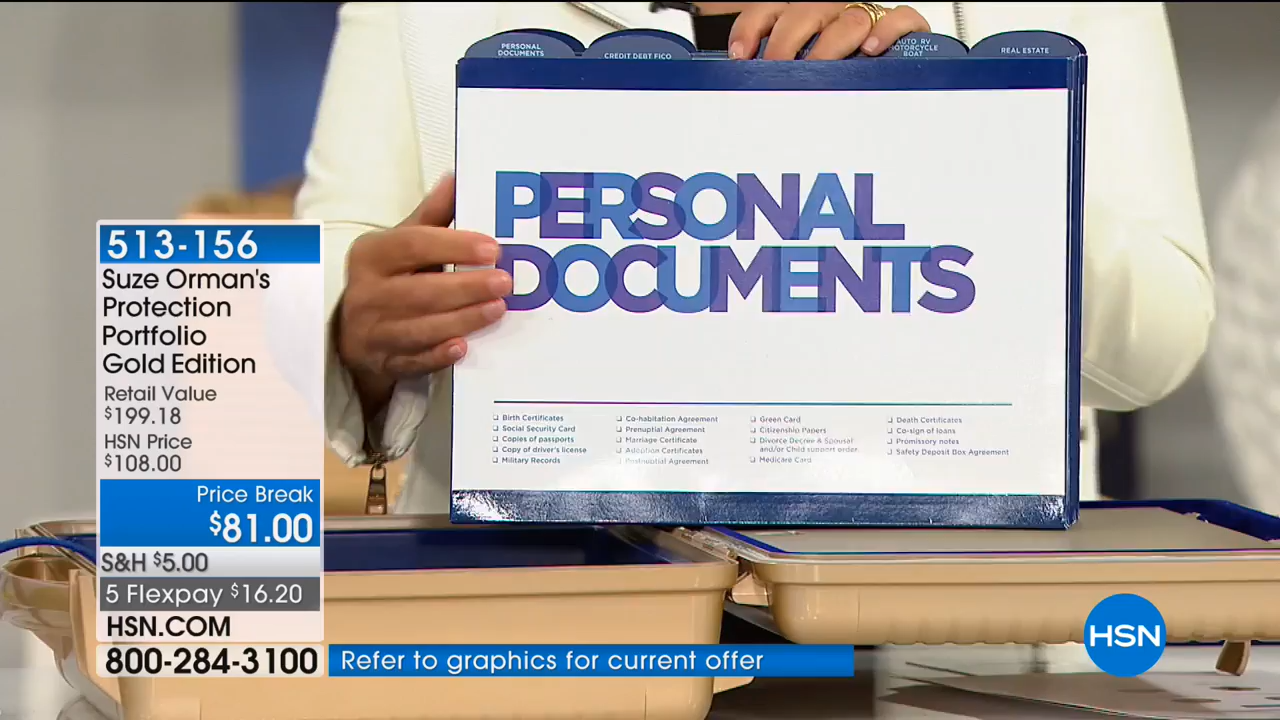 PERSONAL
DOCUMENTS
CREDIT DEBT FICO
AUTO RV
MOTORCYCLE
BOAT
REAL ESTATE
PERSONAL
DOCUMENTS
❑ Birth Certificates
❑ Social Security Card
❑ Copies of passports
❑ Copy of driver's license
❑ Military Records
❑ Co-habitation Agreement
❑ Prenuptial Agreement
❑ Marriage Certificate
❑ Adoption Certificates
❑ Postnuptial Agreement
❑ Green Card
❑ Citizenship Papers
❑ Divorce Decree & Spousal
and/or Child support order
❑ Medicare Card
❑ Death Certificates
❑ Co-sign of loans
❑ Promissory notes
❑ Safety Deposit Box Agreement
513-156
Suze Orman's
Protection
Portfolio
Gold Edition
Retail Value
$199.18
HSN Price
$108.00
Price Break
$81.00
S&H $5.00
5 Flexpay $16.20
HSN.COM
800-284-3100
Refer to graphics for current offer
HSN